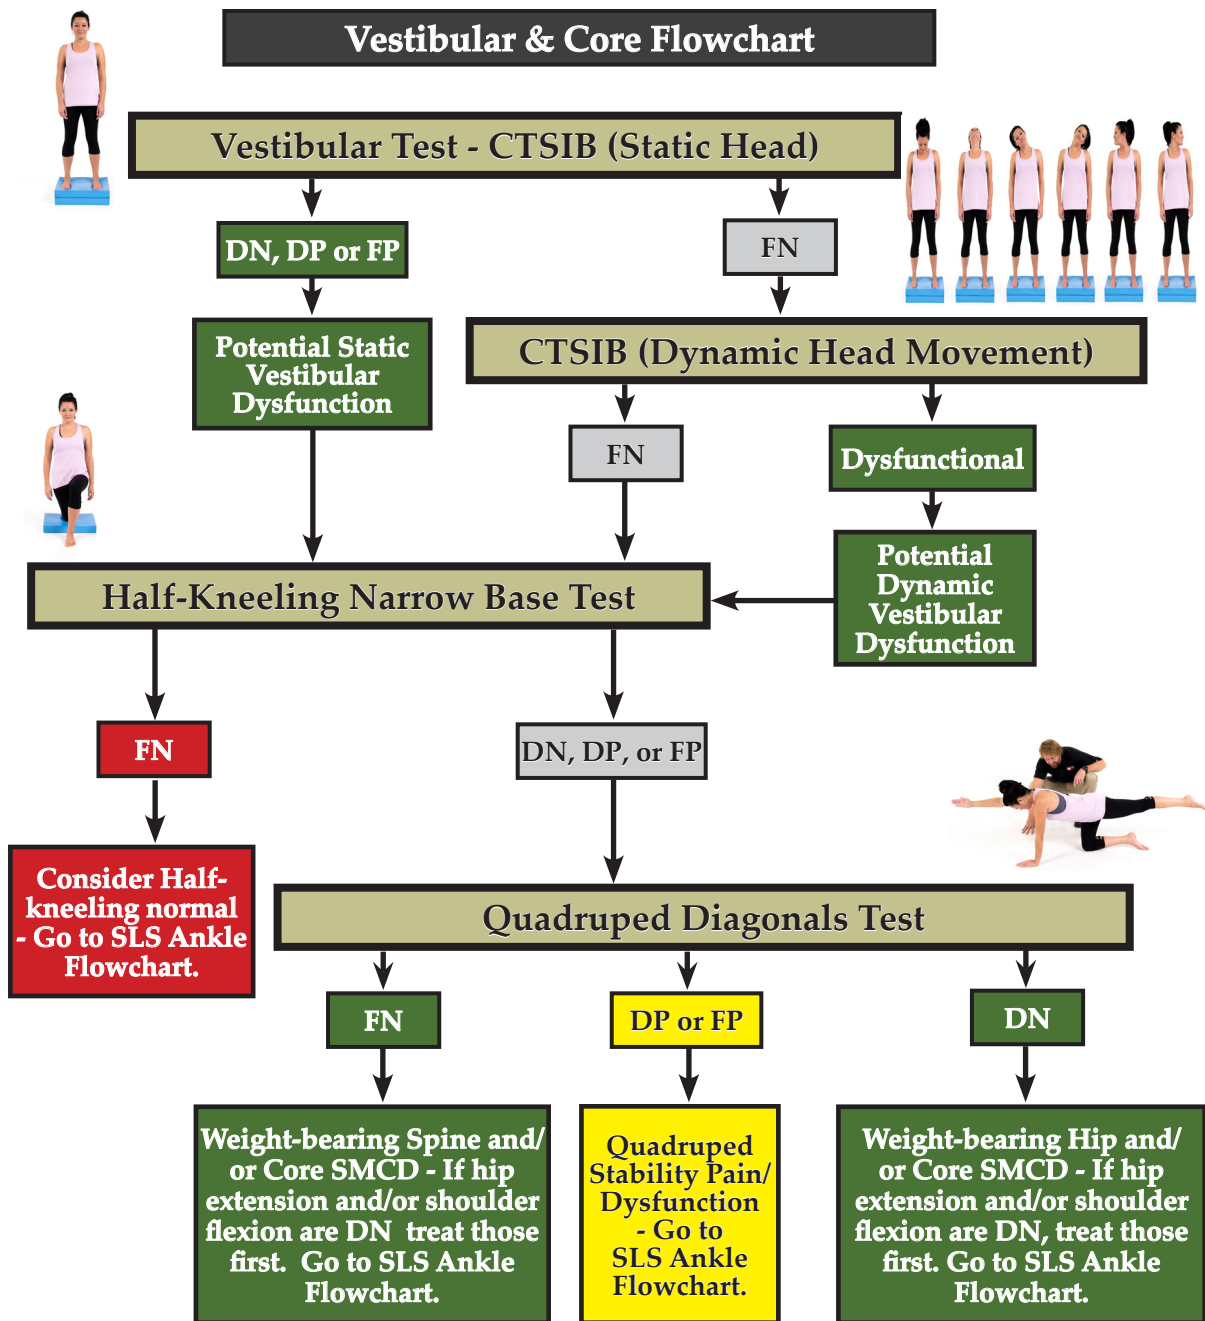 Vestibular & Core Flowchart
Vestibular Test - CTSIB (Static Head)
DN, DP or FP
FN
Potential Static
Vestibular
Dysfunction
CTSIB (Dynamic Head Movement)
FN
Dysfunctional
Potential
Dynamic
Vestibular
Dysfunction
Half-Kneeling Narrow Base Test
FN
DN, DP, or FP
Consider Half-
kneeling normal
- Go to SLS Ankle
Flowchart.
Quadruped Diagonals Test
FN
DP or FP
DN
Weight-bearing Spine and/
or Core SMCD - If hip
extension and/or shoulder
flexion are DN  treat those
first.  Go to SLS Ankle
Flowchart.
Quadruped
Stability Pain/
Dysfunction
- Go to
SLS Ankle
Flowchart.
Weight-bearing Hip and/
or Core SMCD - If hip
extension and/or shoulder
flexion are DN, treat those
first. Go to SLS Ankle
Flowchart.